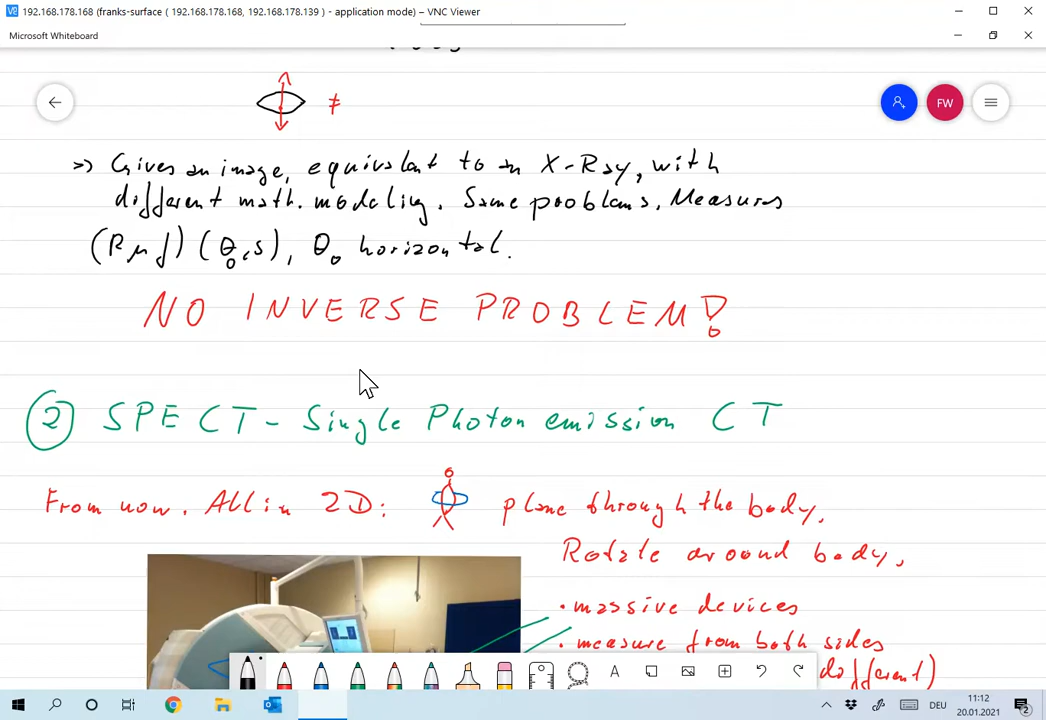 192.168.178.168 (franks-surface ( 192.168.178.168, 192.168.178.139 ) - application mode) – VNC Viewer
Microsoft Whiteboard
≠
FW
=> Gives an image, equivalent to an X-Ray, with
different math. modeling. Same problems, Measures
(Rμf)(θ₀,s), θ₀ horizontal.
NO INVERSE PROBLEM!
② SPECT - Single Photon emission CT
From now. All in 2D: plane through the body,
Rotate around body,
• massive devices
• measure from both sides
different)
A
DEU
11:12
20.01.2021
2